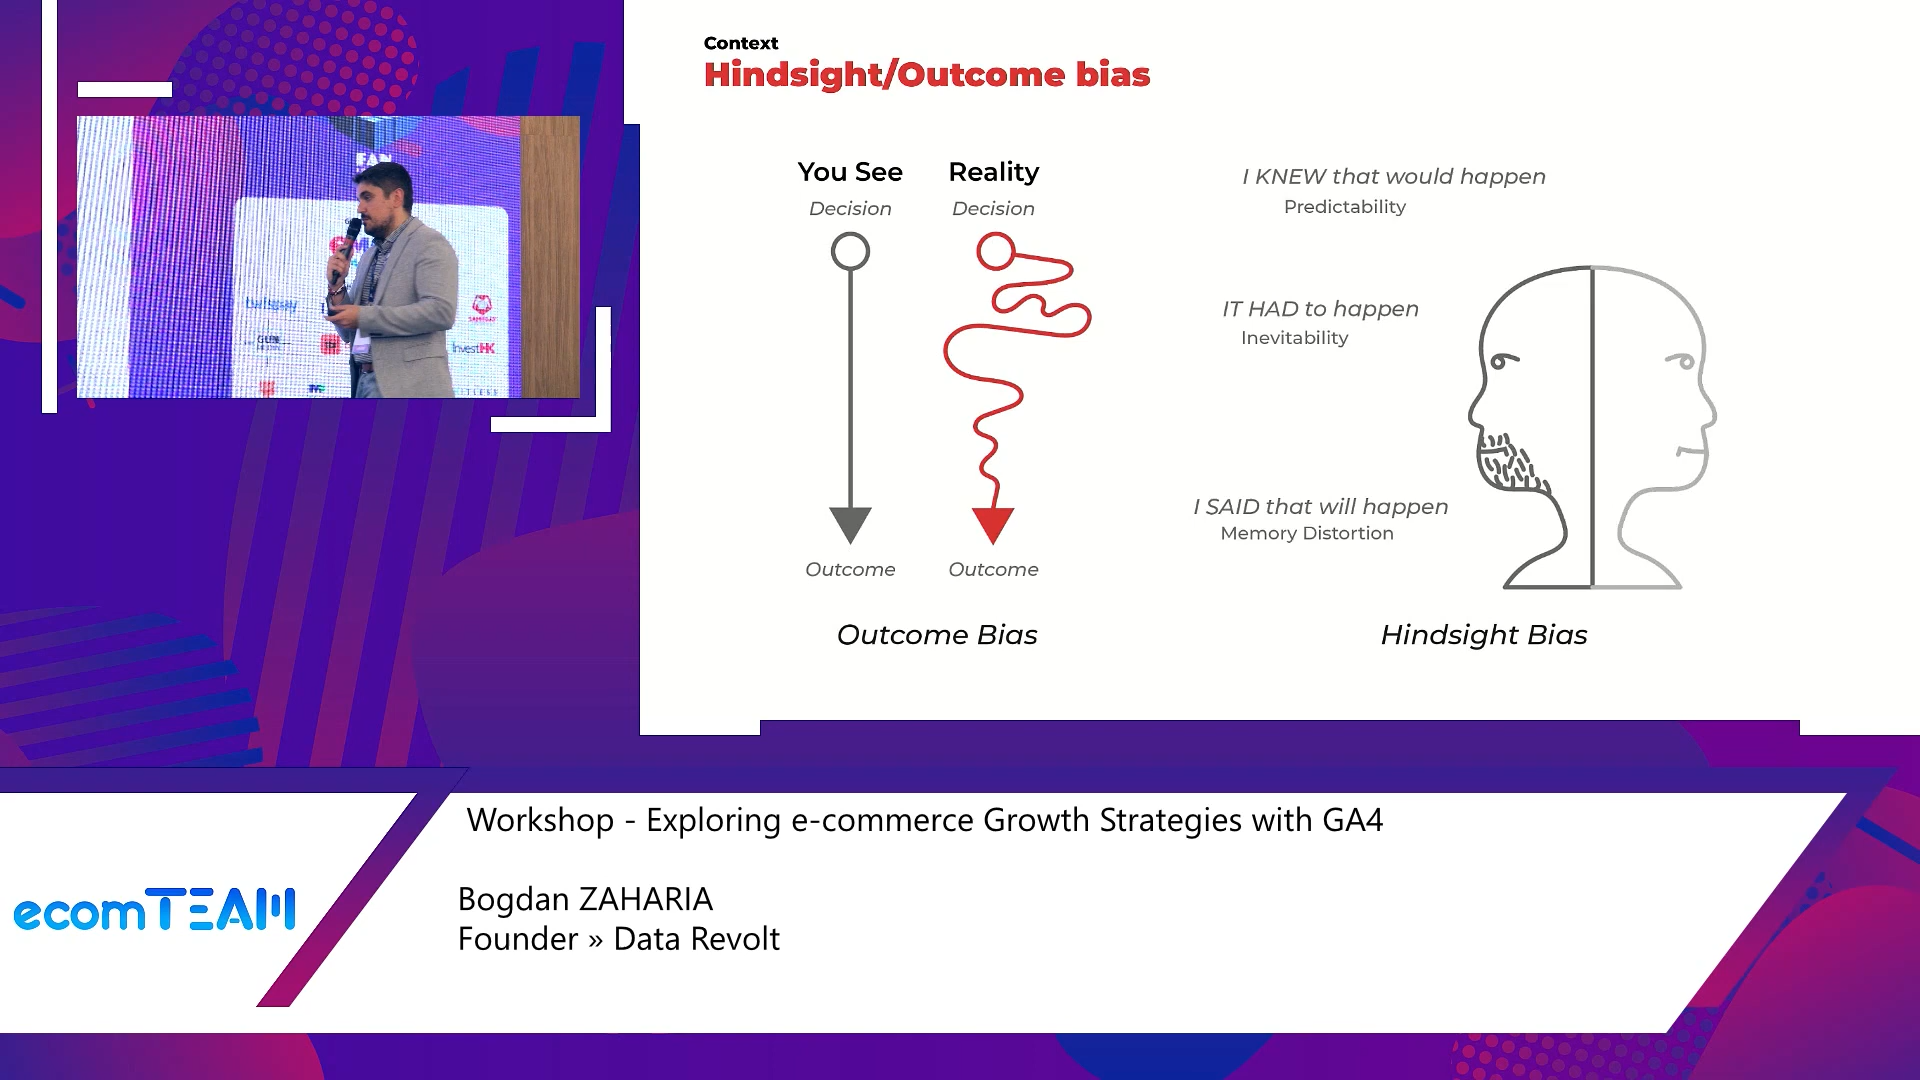 Context
Hindsight/Outcome bias
You See
Reality
Decision
Decision
Outcome
Outcome
Outcome Bias
I KNEW that would happen
Predictability
IT HAD to happen
Inevitability
I SAID that will happen
Memory Distortion
Hindsight Bias
FAN
InvestHK
Workshop - Exploring e-commerce Growth Strategies with GA4
Bogdan ZAHARIA
Founder » Data Revolt
ecomTEAM